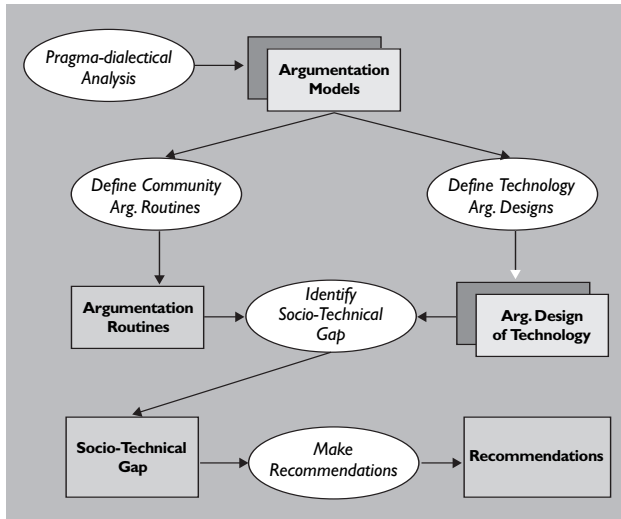 Pragma-dialectical
Analysis
Argumentation
Models
Define Community
Arg. Routines
Define Technology
Arg. Designs
Argumentation
Routines
Identify
Socio-Technical
Gap
Arg. Design
of Technology
Socio-Technical
Gap
Make
Recommendations
Recommendations